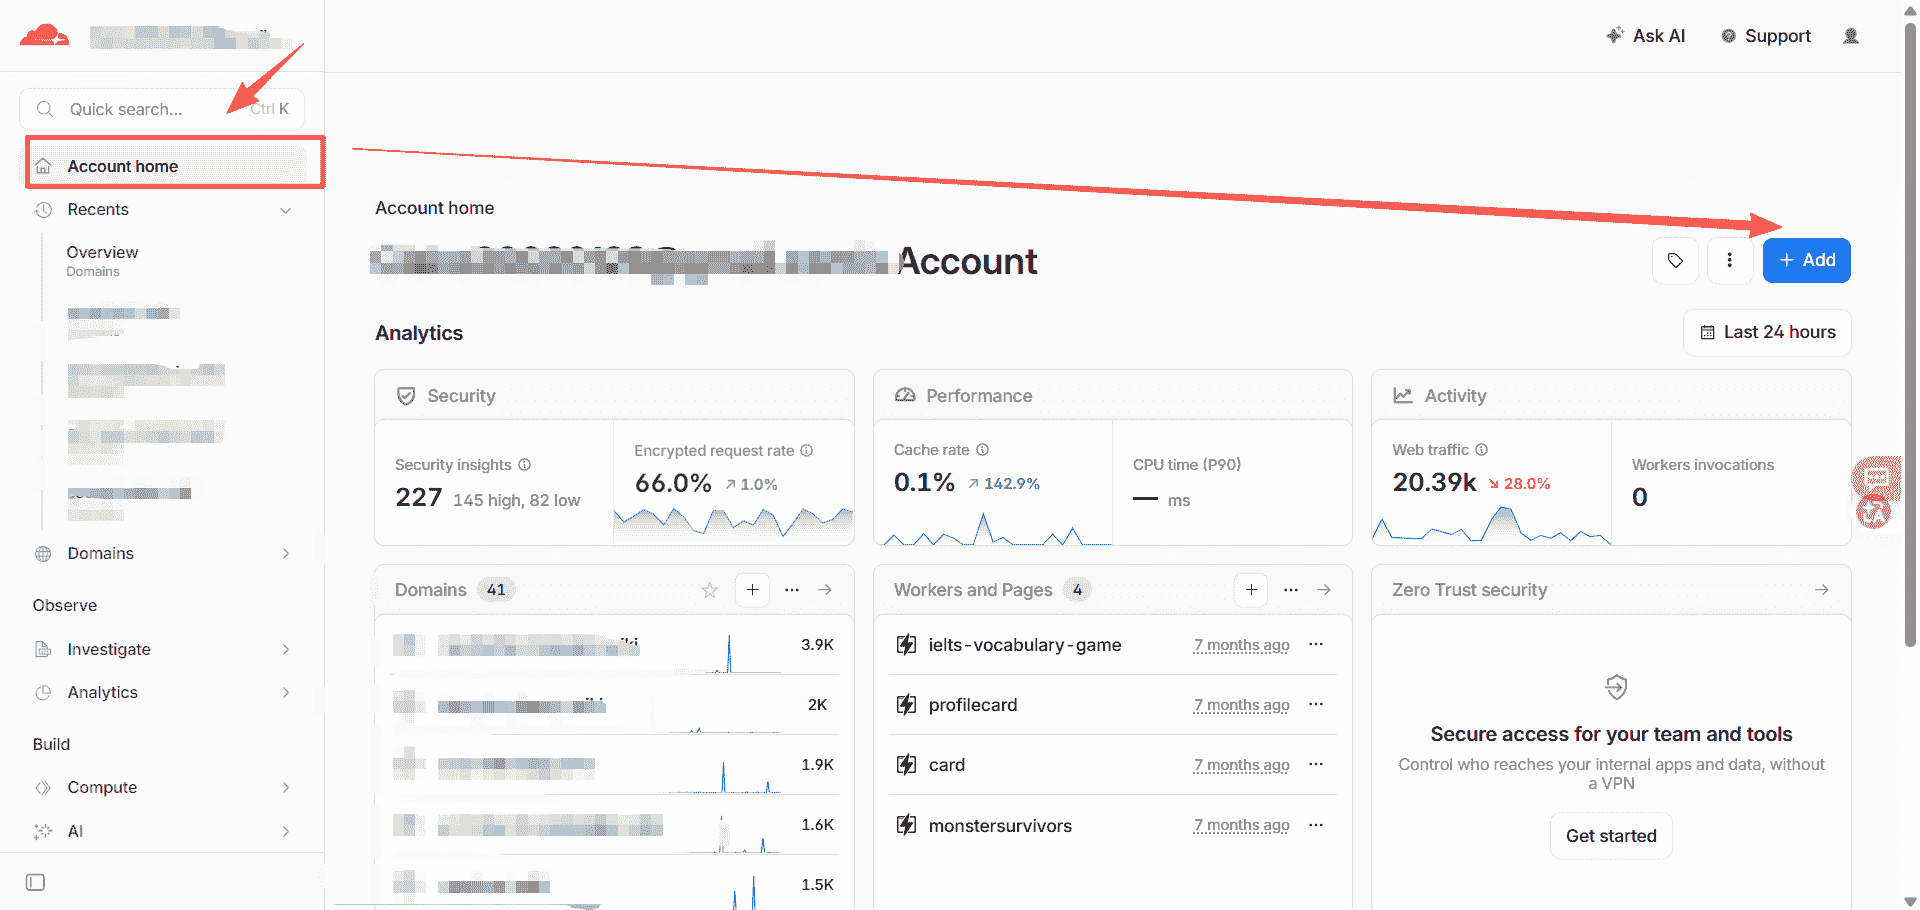 Ask AI
Support
Quick search...
Ctrl K
Account home
Recents
Overview
Domains
Domains
Observe
Investigate
Analytics
Build
Compute
AI
Account home
Account
Add
Analytics
Last 24 hours
Security
Security insights
227 145 high, 82 low
Encrypted request rate
66.0% 1.0%
Performance
Cache rate
0.1% 142.9%
CPU time (P90)
— ms
Activity
Web traffic
20.39k 28.0%
Workers invocations
0
Domains 41
3.9K
2K
1.9K
1.6K
1.5K
Workers and Pages 4
ielts-vocabulary-game 7 months ago
profilecard 7 months ago
card 7 months ago
monstersurvivors 7 months ago
Zero Trust security
Secure access for your team and tools
Control who reaches your internal apps and data, without
a VPN
Get started